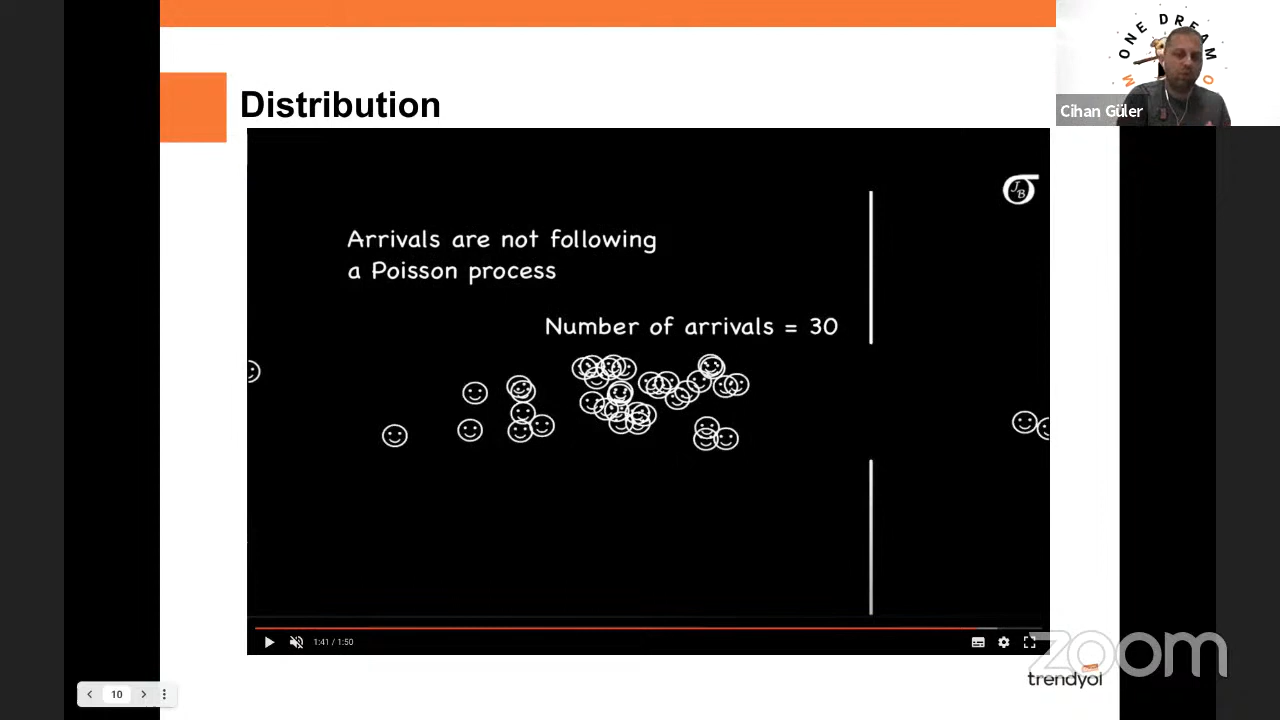 Distribution
ONE DREAM
Cihan Güler
JB
Arrivals are not following
a Poisson process
Number of arrivals = 30
1:41 / 1:50
zoom
trendyol
10